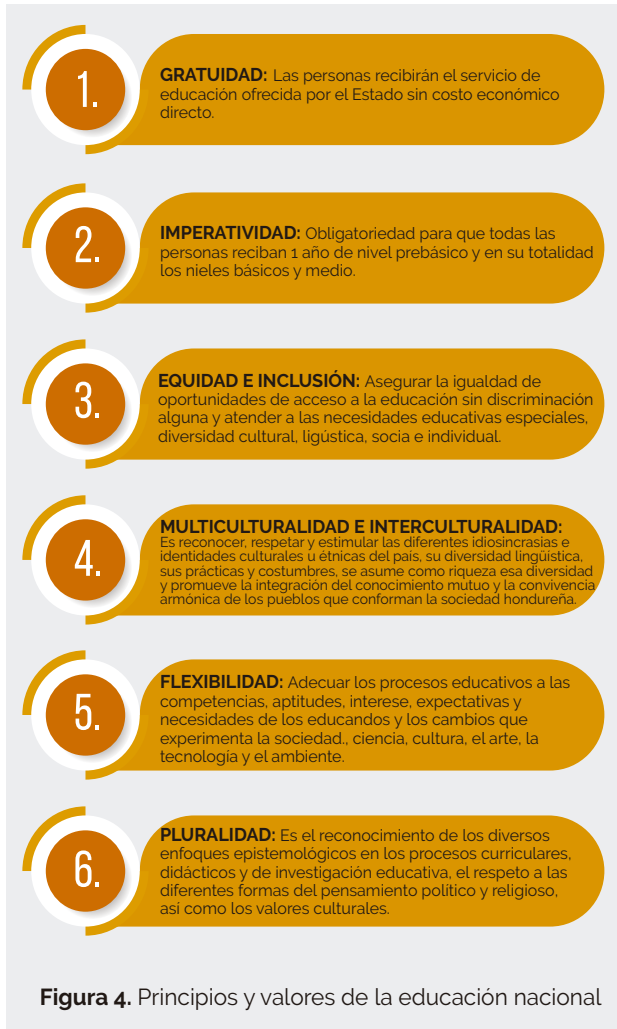 1.
GRATUIDAD: Las personas recibirán el servicio de
educación ofrecida por el Estado sin costo económico
directo.
2.
IMPERATIVIDAD: Obligatoriedad para que todas las
personas reciban 1 año de nivel prebásico y en su totalidad
los nieles básicos y medio.
3.
EQUIDAD E INCLUSIÓN: Asegurar la igualdad de
oportunidades de acceso a la educación sin discriminación
alguna y atender a las necesidades educativas especiales,
diversidad cultural, ligústica, socia e individual.
4.
MULTICULTURALIDAD E INTERCULTURALIDAD:
Es reconocer, respetar y estimular las diferentes idiosincrasias e
identidades culturales u étnicas del país, su diversidad lingüística,
sus prácticas y costumbres, se asume como riqueza esa diversidad
y promueve la integración del conocimiento mutuo y la convivencia
armónica de los pueblos que conforman la sociedad hondureña.
5.
FLEXIBILIDAD: Adecuar los procesos educativos a las
competencias, aptitudes, interese, expectativas y
necesidades de los educandos y los cambios que
experimenta la sociedad., ciencia, cultura, el arte, la
tecnología y el ambiente.
6.
PLURALIDAD: Es el reconocimiento de los diversos
enfoques epistemológicos en los procesos curriculares,
didácticos y de investigación educativa, el respeto a las
diferentes formas del pensamiento político y religioso,
así como los valores culturales.
Figura 4. Principios y valores de la educación nacional